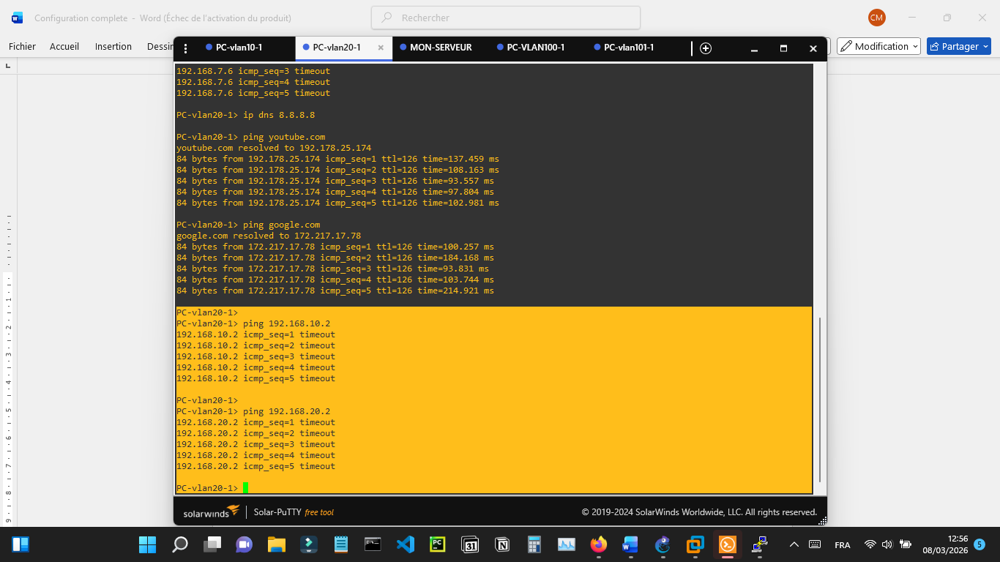 Configuration complete - Word (Échec de l'activation du produit)
Rechercher
CM
Fichier
Accueil
Insertion
Dessin
Modification
Partager
PC-vlan10-1
PC-vlan20-1
MON-SERVEUR
PC-VLAN100-1
PC-vlan101-1
192.168.7.6 icmp_seq=3 timeout
192.168.7.6 icmp_seq=4 timeout
192.168.7.6 icmp_seq=5 timeout
PC-vlan20-1> ip dns 8.8.8.8
PC-vlan20-1> ping youtube.com
youtube.com resolved to 192.178.25.174
84 bytes from 192.178.25.174 icmp_seq=1 ttl=126 time=137.459 ms
84 bytes from 192.178.25.174 icmp_seq=2 ttl=126 time=108.163 ms
84 bytes from 192.178.25.174 icmp_seq=3 ttl=126 time=93.557 ms
84 bytes from 192.178.25.174 icmp_seq=4 ttl=126 time=97.804 ms
84 bytes from 192.178.25.174 icmp_seq=5 ttl=126 time=102.981 ms
PC-vlan20-1> ping google.com
google.com resolved to 172.217.17.78
84 bytes from 172.217.17.78 icmp_seq=1 ttl=126 time=100.257 ms
84 bytes from 172.217.17.78 icmp_seq=2 ttl=126 time=184.168 ms
84 bytes from 172.217.17.78 icmp_seq=3 ttl=126 time=93.831 ms
84 bytes from 172.217.17.78 icmp_seq=4 ttl=126 time=103.744 ms
84 bytes from 172.217.17.78 icmp_seq=5 ttl=126 time=214.921 ms
PC-vlan20-1>
PC-vlan20-1> ping 192.168.10.2
192.168.10.2 icmp_seq=1 timeout
192.168.10.2 icmp_seq=2 timeout
192.168.10.2 icmp_seq=3 timeout
192.168.10.2 icmp_seq=4 timeout
192.168.10.2 icmp_seq=5 timeout
PC-vlan20-1>
PC-vlan20-1> ping 192.168.20.2
192.168.20.2 icmp_seq=1 timeout
192.168.20.2 icmp_seq=2 timeout
192.168.20.2 icmp_seq=3 timeout
192.168.20.2 icmp_seq=4 timeout
192.168.20.2 icmp_seq=5 timeout
PC-vlan20-1>
solarwinds
Solar-PuTTY free tool
© 2019-2024 SolarWinds Worldwide, LLC. All rights reserved.
1
2
3
4
5
6
7
8
9
PC
31
FRA
12:56
08/03/2026
5